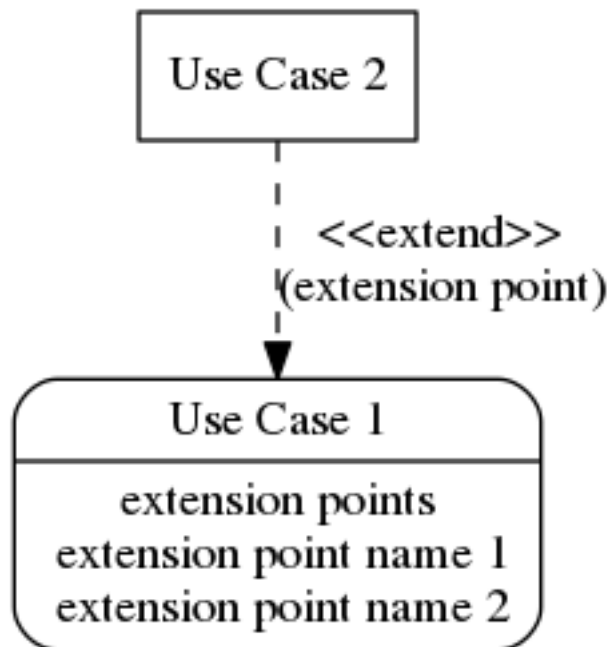 Use Case 2
<<extend>>
(extension point)
Use Case 1
extension points
extension point name 1
extension point name 2